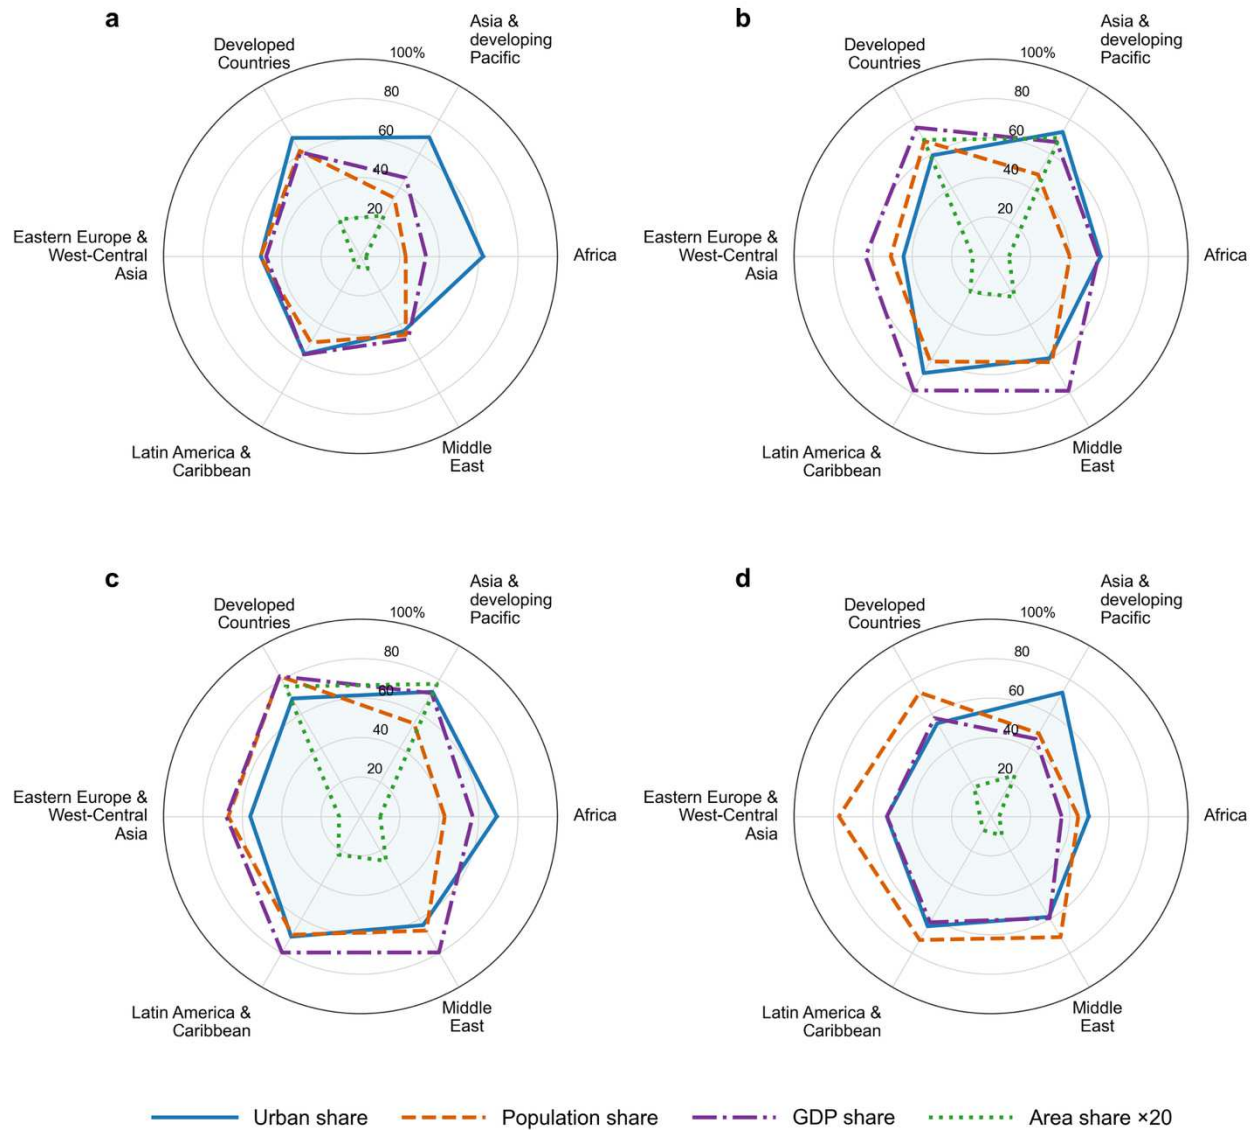 a
Asia &
developing
Pacific
Developed
Countries
100%
80
60
40
20
Eastern Europe &
West-Central
Asia
Africa
Latin America &
Caribbean
Middle
East
b
Asia &
developing
Pacific
Developed
Countries
100%
80
60
40
20
Eastern Europe &
West-Central
Asia
Africa
Latin America &
Caribbean
Middle
East
c
Asia &
developing
Pacific
Developed
Countries
100%
80
60
40
20
Eastern Europe &
West-Central
Asia
Africa
Latin America &
Caribbean
Middle
East
d
Asia &
developing
Pacific
Developed
Countries
100%
80
60
40
20
Eastern Europe &
West-Central
Asia
Africa
Latin America &
Caribbean
Middle
East
Urban share
Population share
GDP share
Area share ×20